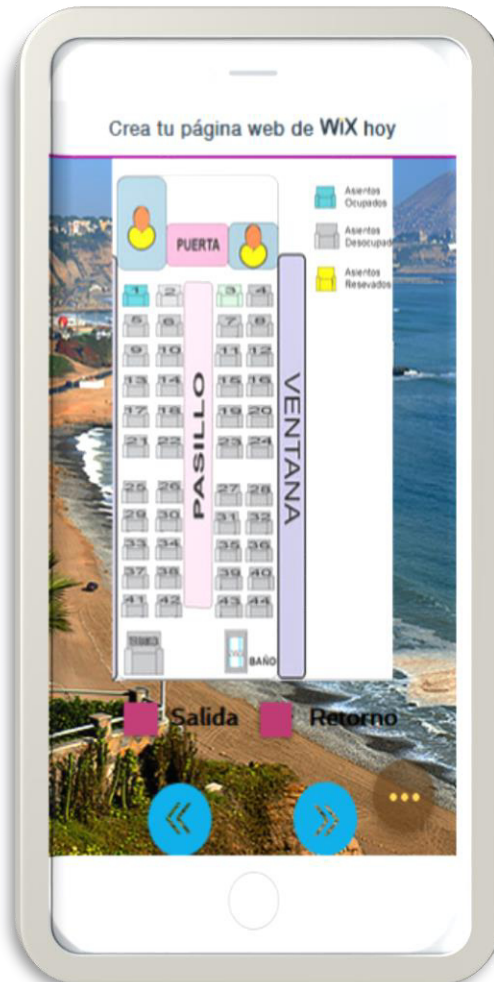 Crea tu página web de WiX hoy
Asientos
Ocupados
Asientos
Desocupad
Asientos
Resevados
PUERTA
1 2 3 4
5 6 7 8
9 10 11 12
13 14 15 16
17 18 19 20
21 22 23 24
25 26 27 28
29 30 31 32
33 34 35 36
37 38 39 40
41 42 43 44
PASILLO
VENTANA
BAÑO
Salida
Retorno